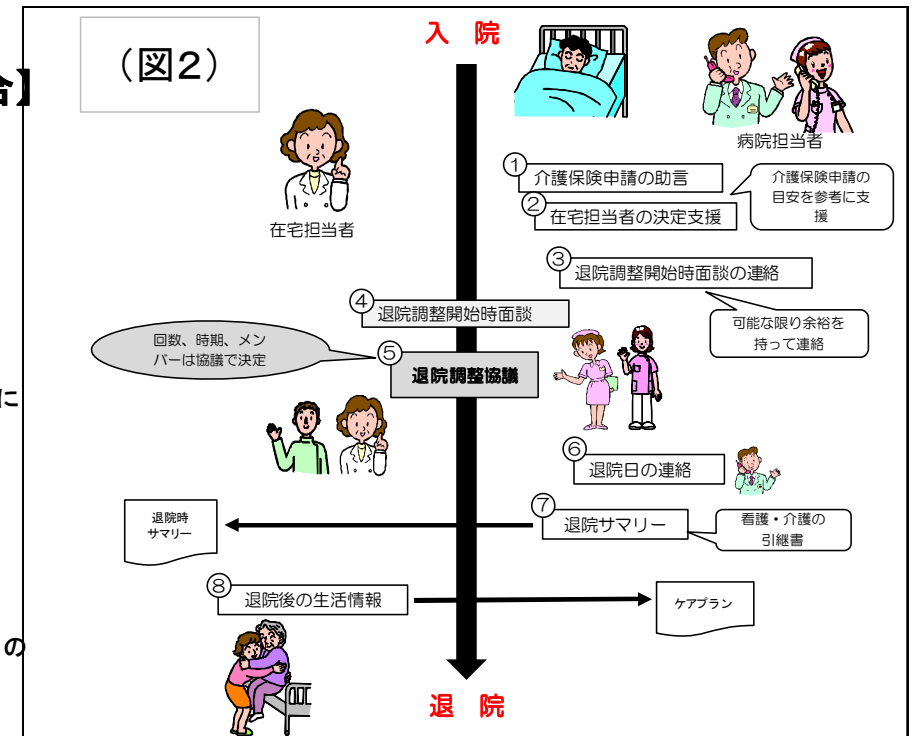 入 院
（図2）
合】
病院担当者
在宅担当者
① 介護保険申請の助言
② 在宅担当者の決定支援
介護保険申請の
目安を参考に支
援
③ 退院調整開始時面談の連絡
可能な限り余裕を
持って連絡
④ 退院調整開始時面談
回数、時期、メン
バーは協議で決定
⑤ 退院調整協議
に
⑥ 退院日の連絡
⑦ 退院サマリー
看護・介護の
引継書
退院時
サマリー
⑧ 退院後の生活情報
ケアプラン
の
退 院